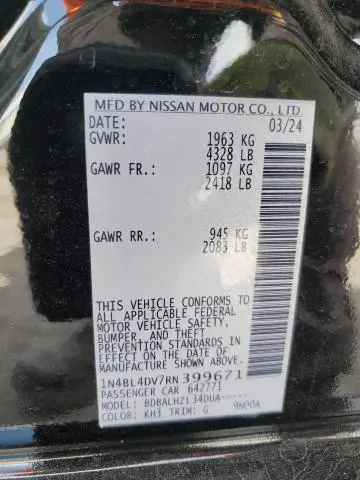 MFD BY NISSAN MOTOR CO., LTD.
DATE: 03/24
GVWR: 1963 KG
4328 LB
GAWR FR.: 1097 KG
2418 LB
GAWR RR.: 945 KG
2083 LB
THIS VEHICLE CONFORMS TO
ALL APPLICABLE FEDERAL
MOTOR VEHICLE SAFETY,
BUMPER, AND THEFT
PREVENTION STANDARDS IN
EFFECT ON THE DATE OF
MANUFACTURE SHOWN ABOVE.
1N4BL4DV7RN399671
PASSENGER CAR 642771
MODEL: BDBALHZL34DUA-----
COLOR: KH3 TRIM: G 9N00A